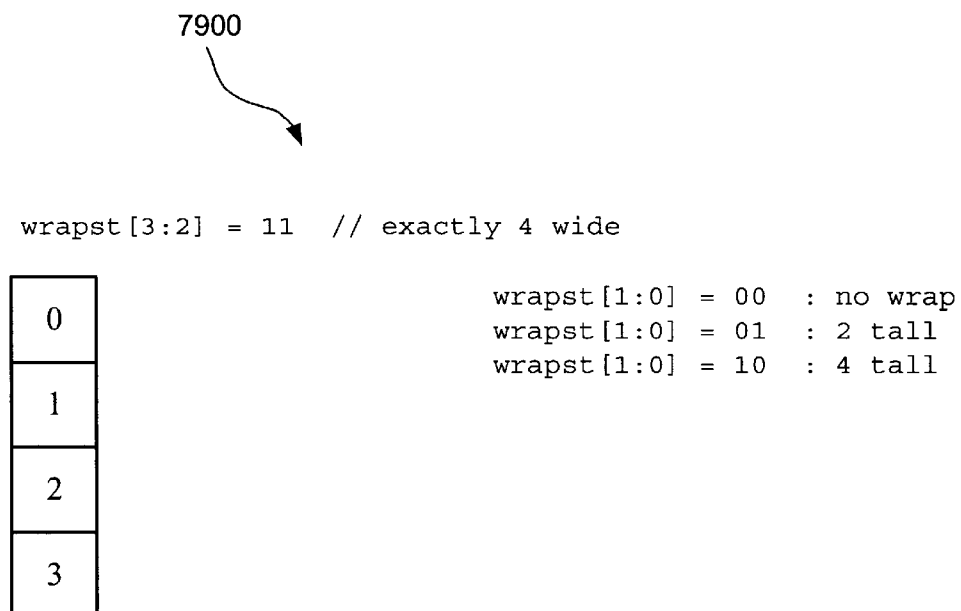 7900
wrapst[3:2] = 11  // exactly 4 wide
wrapst[1:0] = 00  : no wrap
wrapst[1:0] = 01  : 2 tall
wrapst[1:0] = 10  : 4 tall
0
1
2
3